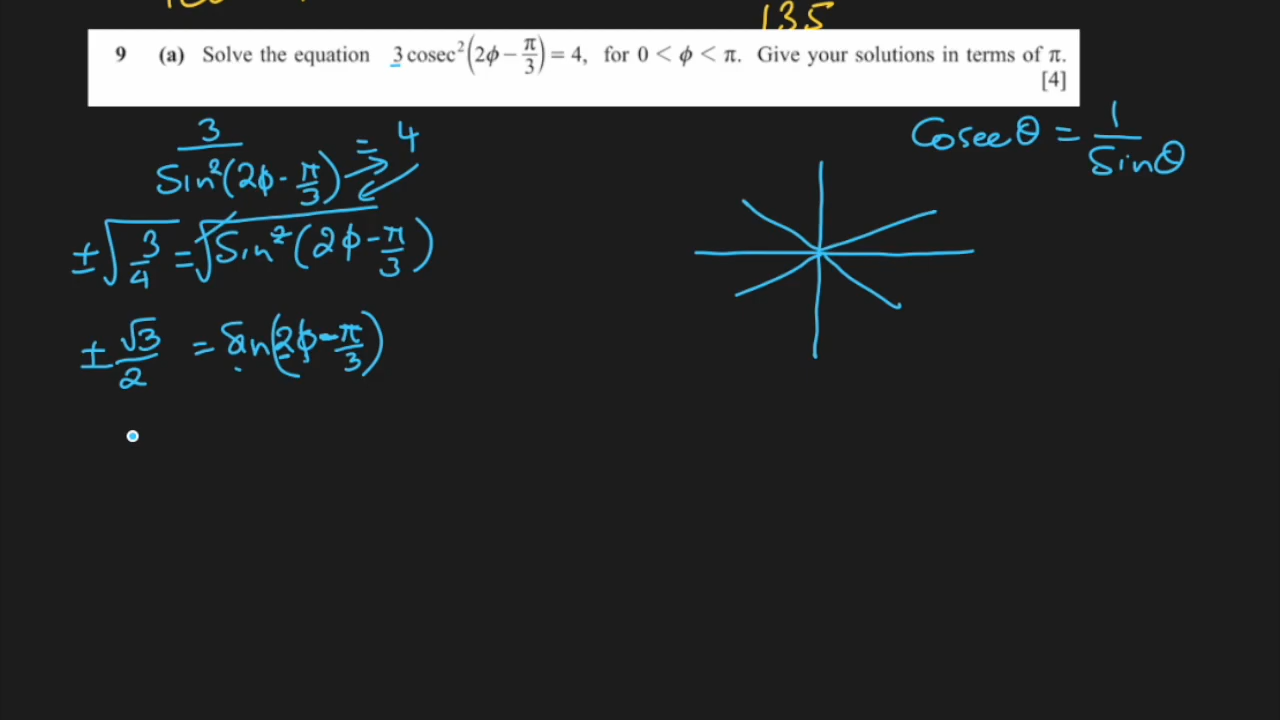 135
9 (a) Solve the equation 3 cosec²(2ϕ − π/3) = 4, for 0 < ϕ < π. Give your solutions in terms of π.
[4]
Cosec θ = 1/Sinθ
3/Sin²(2ϕ - π/3) = 4
±√3/4 = √Sin²(2ϕ - π/3)
± √3/2 = Sin(2ϕ - π/3)